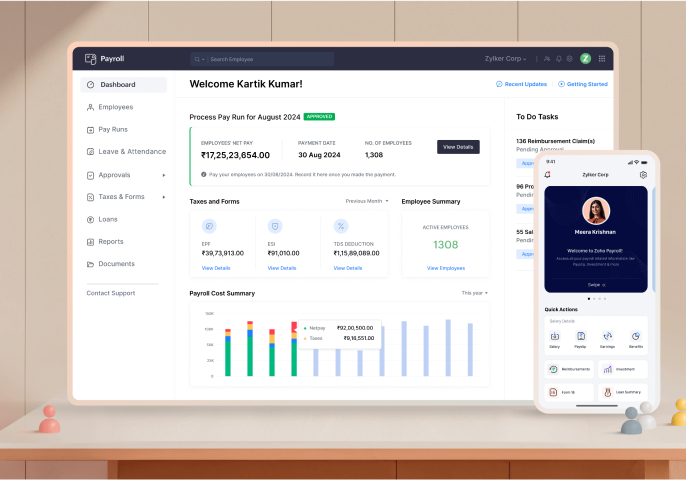 Payroll
Search Employee
Zylker Corp
Z
Dashboard
Employees
Pay Runs
Leave & Attendance
Approvals
Taxes & Forms
Loans
Reports
Documents
Contact Support
Welcome Kartik Kumar!
Recent Updates
Getting Started
Process Pay Run for August 2024 APPROVED
EMPLOYEES' NET PAY
₹17,25,23,654.00
PAYMENT DATE
30 Aug 2024
NO. OF EMPLOYEES
1,308
View Details
Pay your employees on 30/08/2024. Record it here once you made the payment.
Taxes and Forms
Previous Month
EPF
₹39,73,913.00
View Details
ESI
₹91,010.00
View Details
TDS DEDUCTION
₹1,15,89,089.00
View Details
Employee Summary
ACTIVE EMPLOYEES
1308
View Employees
Payroll Cost Summary
This year
150K
100K
50K
25K
0
Netpay ₹92,00,500.00
Taxes ₹9,16,551.00
To Do Tasks
136 Reimbursement Claim(s)
Pending Approval
Appr
96 Pro
Pendin
Appr
55 Sal
Pendin
Appr
9:41
Zylker Corp
Meera Krishnan
Welcome to Zoho Payroll!
Access all your payroll related information like
Payslip, Investment & more.
Swipe
Quick Actions
Salary Details
Salary
Payslip
Earnings
Benefits
Reimbursements
Investment
Form 16
Loan Summary